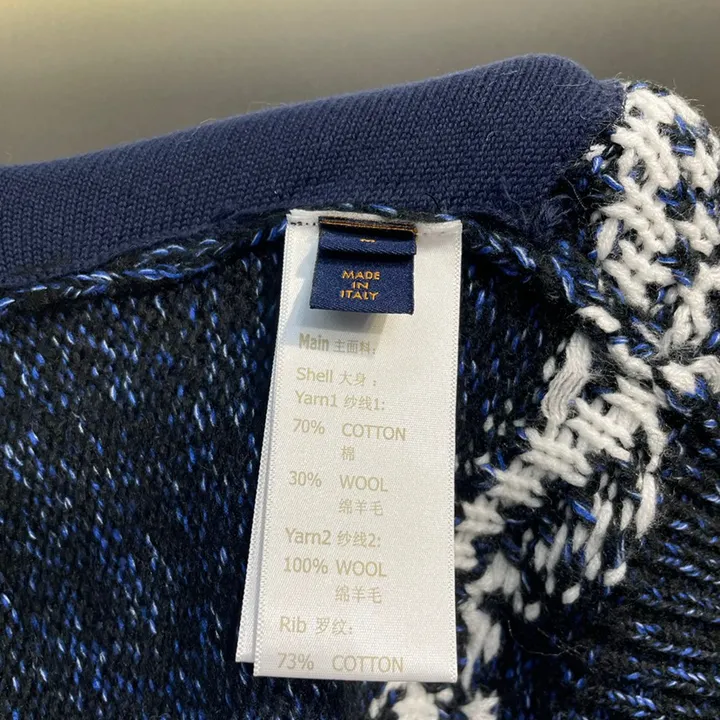 MADE
IN
ITALY
Main 主面料:
Shell 大身 :
Yarn1 纱线1:
70% COTTON
棉
30% WOOL
绵羊毛
Yarn2 纱线2:
100% WOOL
绵羊毛
Rib 罗纹:
73% COTTON